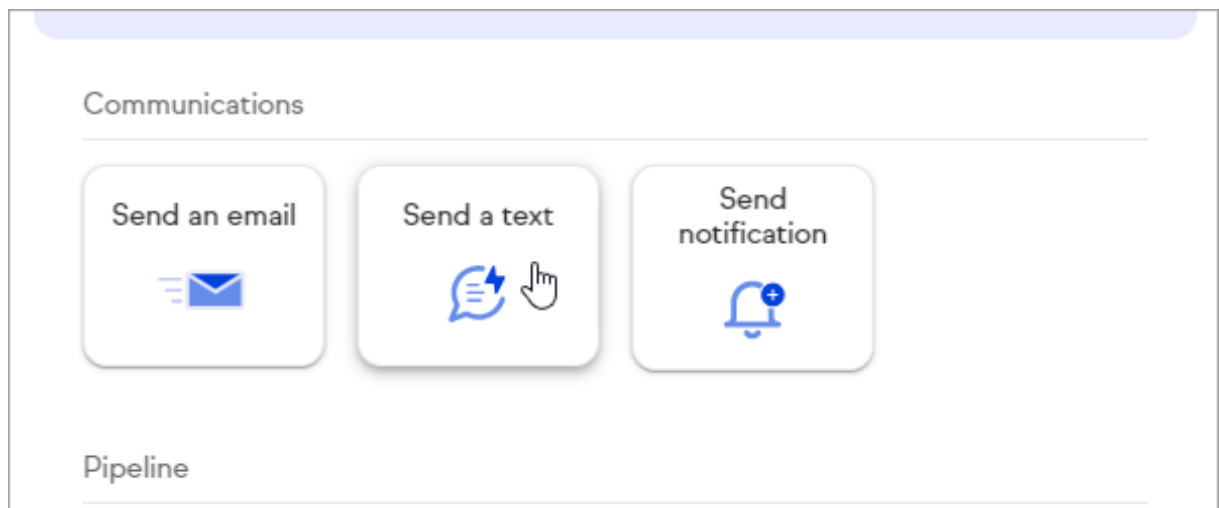 Communications
Send an email
Send a text
Send
notification
Pipeline